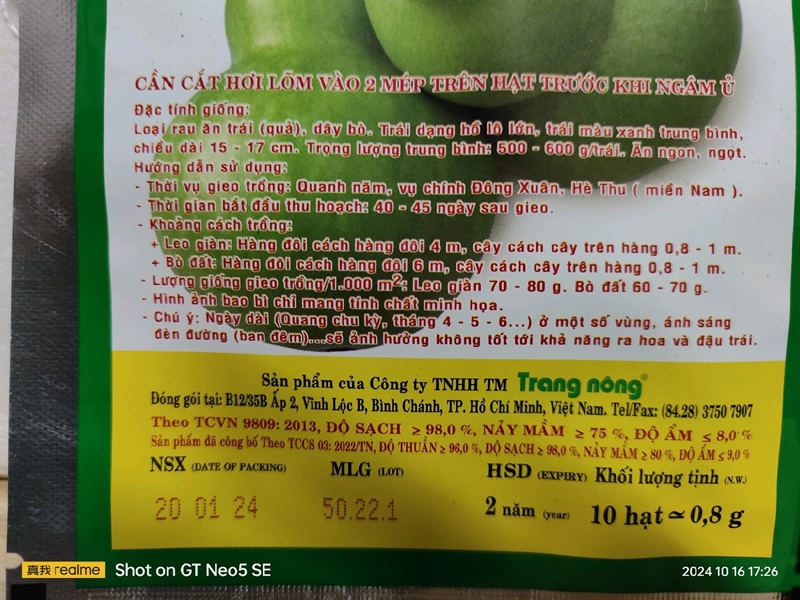 CẦN CẮT HƠI LÕM VÀO 2 MÉP TRÊN HẠT TRƯỚC KHI NGÂM Ủ
Đặc tính giống:
Loại rau ăn trái (quả), dây bò. Trái dạng hồ lô lớn, trái màu xanh trung bình,
chiều dài 15 - 17 cm. Trọng lượng trung bình: 500 - 600 g/trái. Ăn ngon, ngọt.
Hướng dẫn sử dụng:
- Thời vụ gieo trồng: Quanh năm, vụ chính Đông Xuân, Hè Thu ( miền Nam ).
- Thời gian bắt đầu thu hoạch: 40 - 45 ngày sau gieo.
- Khoảng cách trồng:
+ Leo giàn: Hàng đôi cách hàng đôi 4 m, cây cách cây trên hàng 0,8 - 1 m.
+ Bò đất: Hàng đôi cách hàng đôi 6 m, cây cách cây trên hàng 0,8 - 1 m.
- Lượng giống gieo trồng/1.000 m²: Leo giàn 70 - 80 g. Bò đất 60 - 70 g.
- Hình ảnh bao bì chỉ mang tính chất minh họa.
- Chú ý: Ngày dài (Quang chu kỳ, tháng 4 - 5 - 6...) ở một số vùng, ánh sáng
đèn đường (ban đêm)...sẽ ảnh hưởng không tốt tới khả năng ra hoa và đậu trái.
Sản phẩm của Công ty TNHH TM Trang nông®
Đóng gói tại: B12/35B Ấp 2, Vĩnh Lộc B, Bình Chánh, TP. Hồ Chí Minh, Việt Nam. Tel/Fax: (84.28) 3750 7907
Theo TCVN 9809: 2013, ĐỘ SẠCH ≥ 98,0 %, NẢY MẦM ≥ 75 %, ĐỘ ẨM ≤ 8,0 %
Sản phẩm đã công bố Theo TCCS 03: 2022/TN, ĐỘ THUẦN ≥ 96,0 %, ĐỘ SẠCH ≥ 98,0 %, NẢY MẦM ≥ 80 %, ĐỘ ẨM ≤ 9,0 %
NSX (DATE OF PACKING) MLG (LOT) HSD (EXPIRY) Khối lượng tịnh (N.W.)
20 01 24 50.22.1 2 năm (year) 10 hạt ≃ 0,8 g
真我 realme Shot on GT Neo5 SE 2024 10 16 17:26